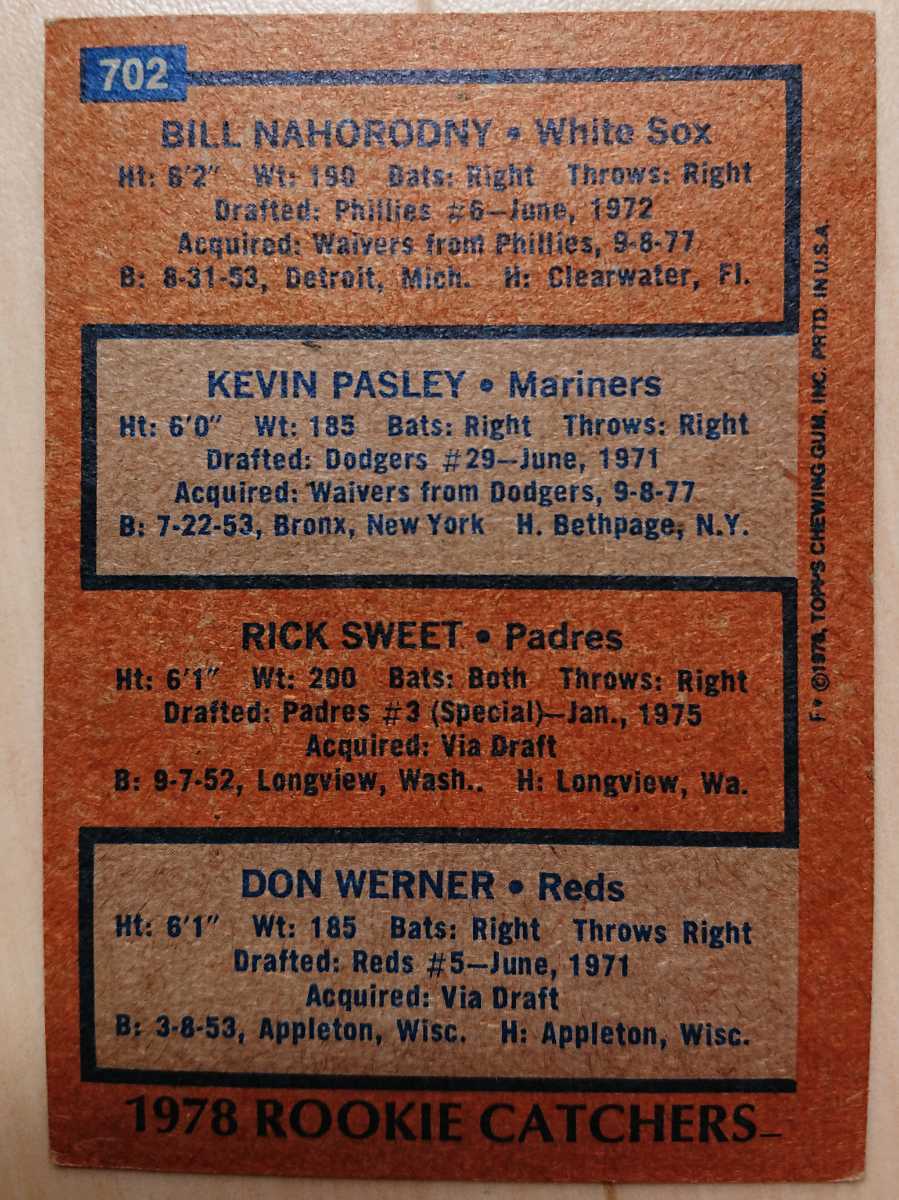 702
BILL NAHORODNY • White Sox
Ht: 6'2" Wt: 190 Bats: Right Throws: Right
Drafted: Phillies #6—June, 1972
Acquired: Waivers from Phillies, 9-8-77
B: 8-31-53, Detroit, Mich. H: Clearwater, Fl.
KEVIN PASLEY • Mariners
Ht: 6'0" Wt: 185 Bats: Right Throws: Right
Drafted: Dodgers #29—June, 1971
Acquired: Waivers from Dodgers, 9-8-77
B: 7-22-53, Bronx, New York H. Bethpage, N.Y.
RICK SWEET • Padres
Ht: 6'1" Wt: 200 Bats: Both Throws: Right
Drafted: Padres #3 (Special)—Jan., 1975
Acquired: Via Draft
B: 9-7-52, Longview, Wash.. H: Longview, Wa.
DON WERNER • Reds
Ht: 6'1" Wt: 185 Bats: Right Throws Right
Drafted: Reds #5—June, 1971
Acquired: Via Draft
B: 3-8-53, Appleton, Wisc. H: Appleton, Wisc.
1978 ROOKIE CATCHERS
F• ©1978, TOPPS CHEWING GUM, INC. PRTD. IN U.S.A.